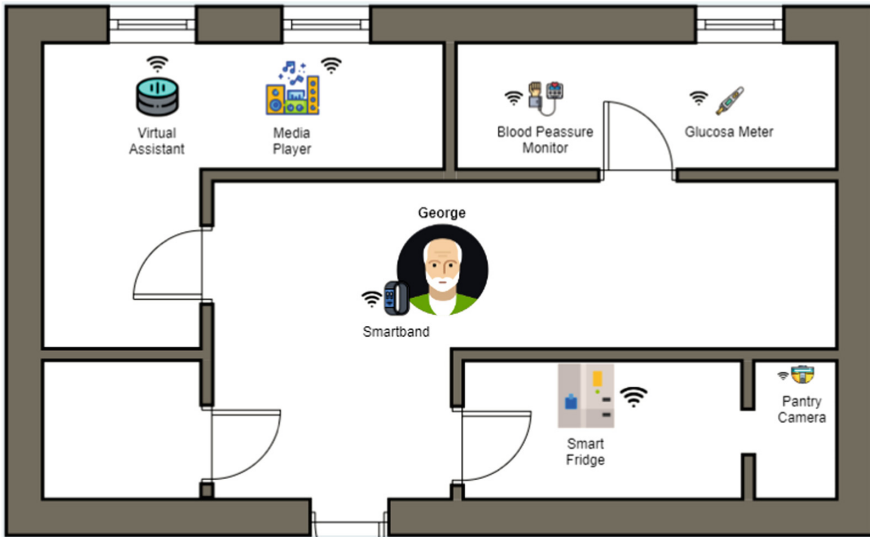 Virtual
Assistant
Media
Player
Blood Peassure
Monitor
Glucosa Meter
George
Smartband
Smart
Fridge
Pantry
Camera